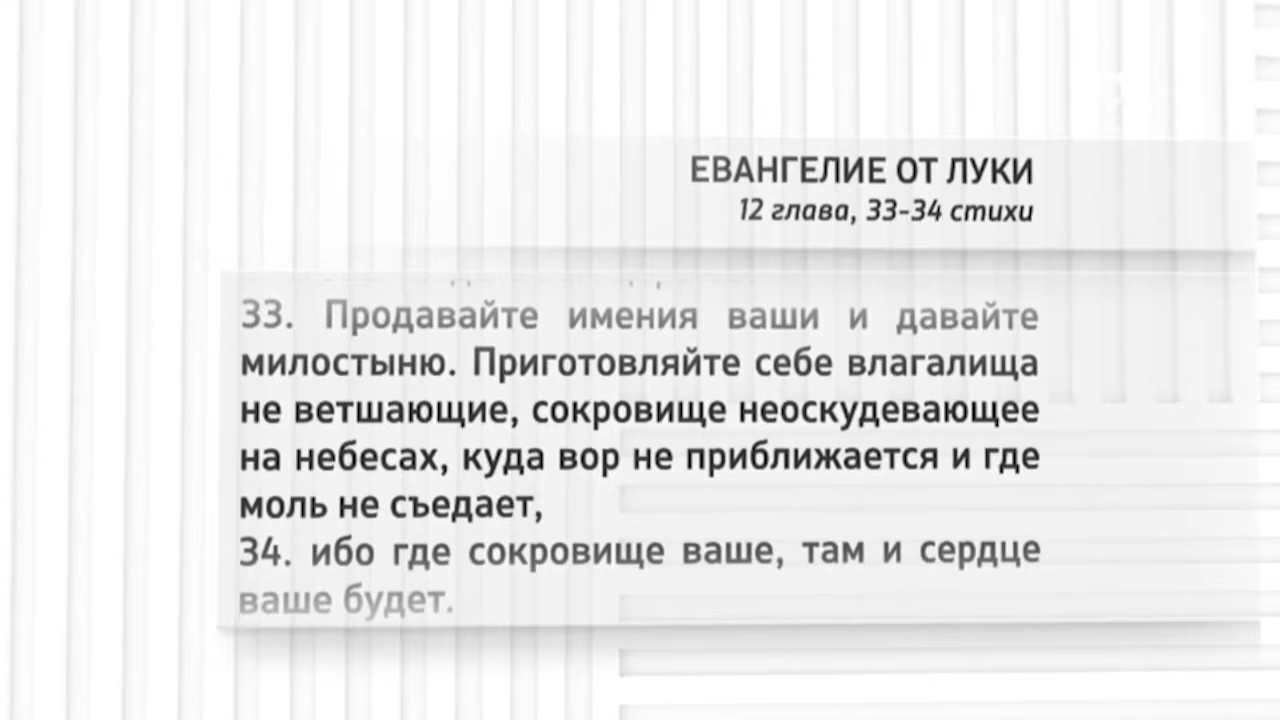 ЕВАНГЕЛИЕ ОТ ЛУКИ
12 глава, 33-34 стихи
33. Продавайте имения ваши и давайте
милостыню. Приготовляйте себе влагалища
не ветшающие, сокровище неоскудевающее
на небесах, куда вор не приближается и где
моль не съедает,
34. ибо где сокровище ваше, там и сердце
ваше будет.